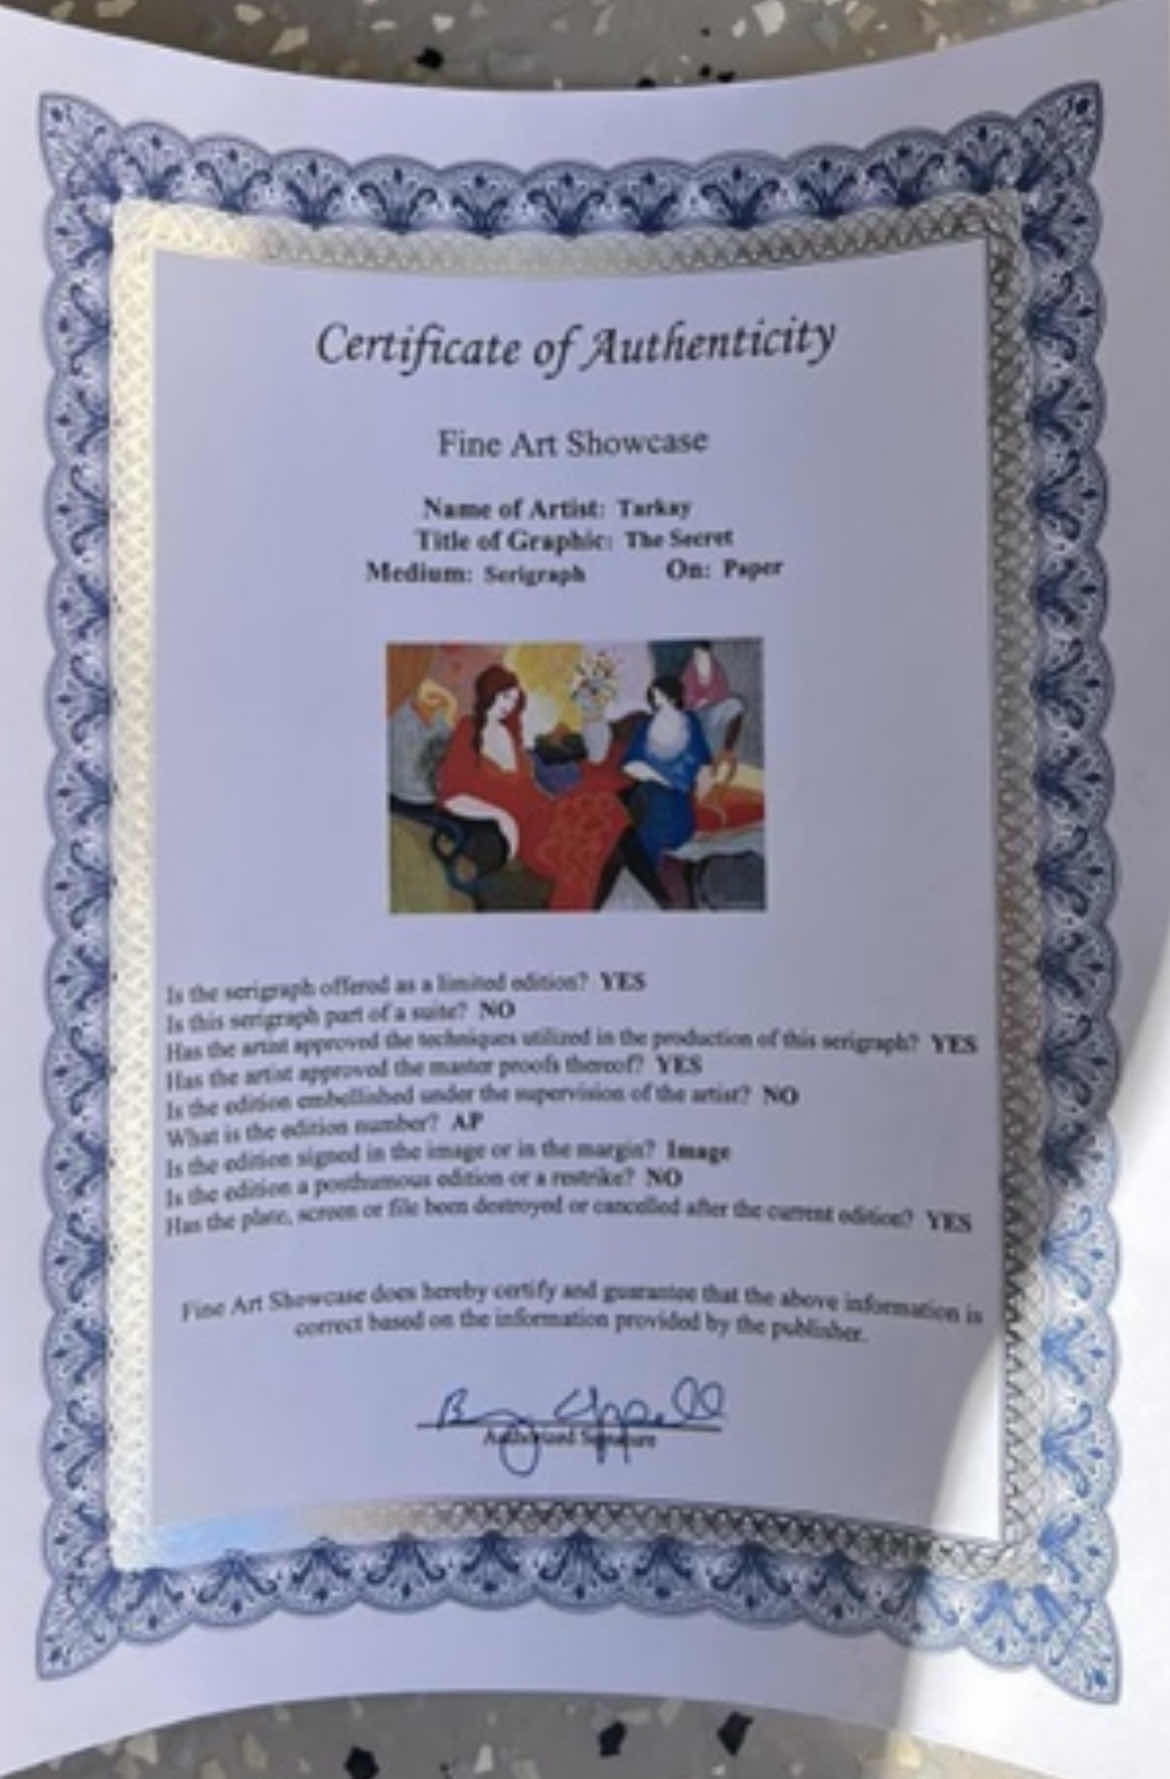 Certificate of Authenticity
Fine Art Showcase
Name of Artist: Tarkay
Title of Graphic: The Secret
Medium: Serigraph On: Paper
Is the serigraph offered as a limited edition? YES
Is this serigraph part of a suite? NO
Has the artist approved the techniques utilized in the production of this serigraph? YES
Has the artist approved the master proofs thereof? YES
Is the edition embellished under the supervision of the artist? NO
What is the edition number? AP
Is the edition signed in the image or in the margin? Image
Is the edition a posthumous edition or a restrike? NO
Has the plate, screen or file been destroyed or cancelled after the current edition? YES
Fine Art Showcase does hereby certify and guarantee that the above information is
correct based on the information provided by the publisher.
Authorized Signature